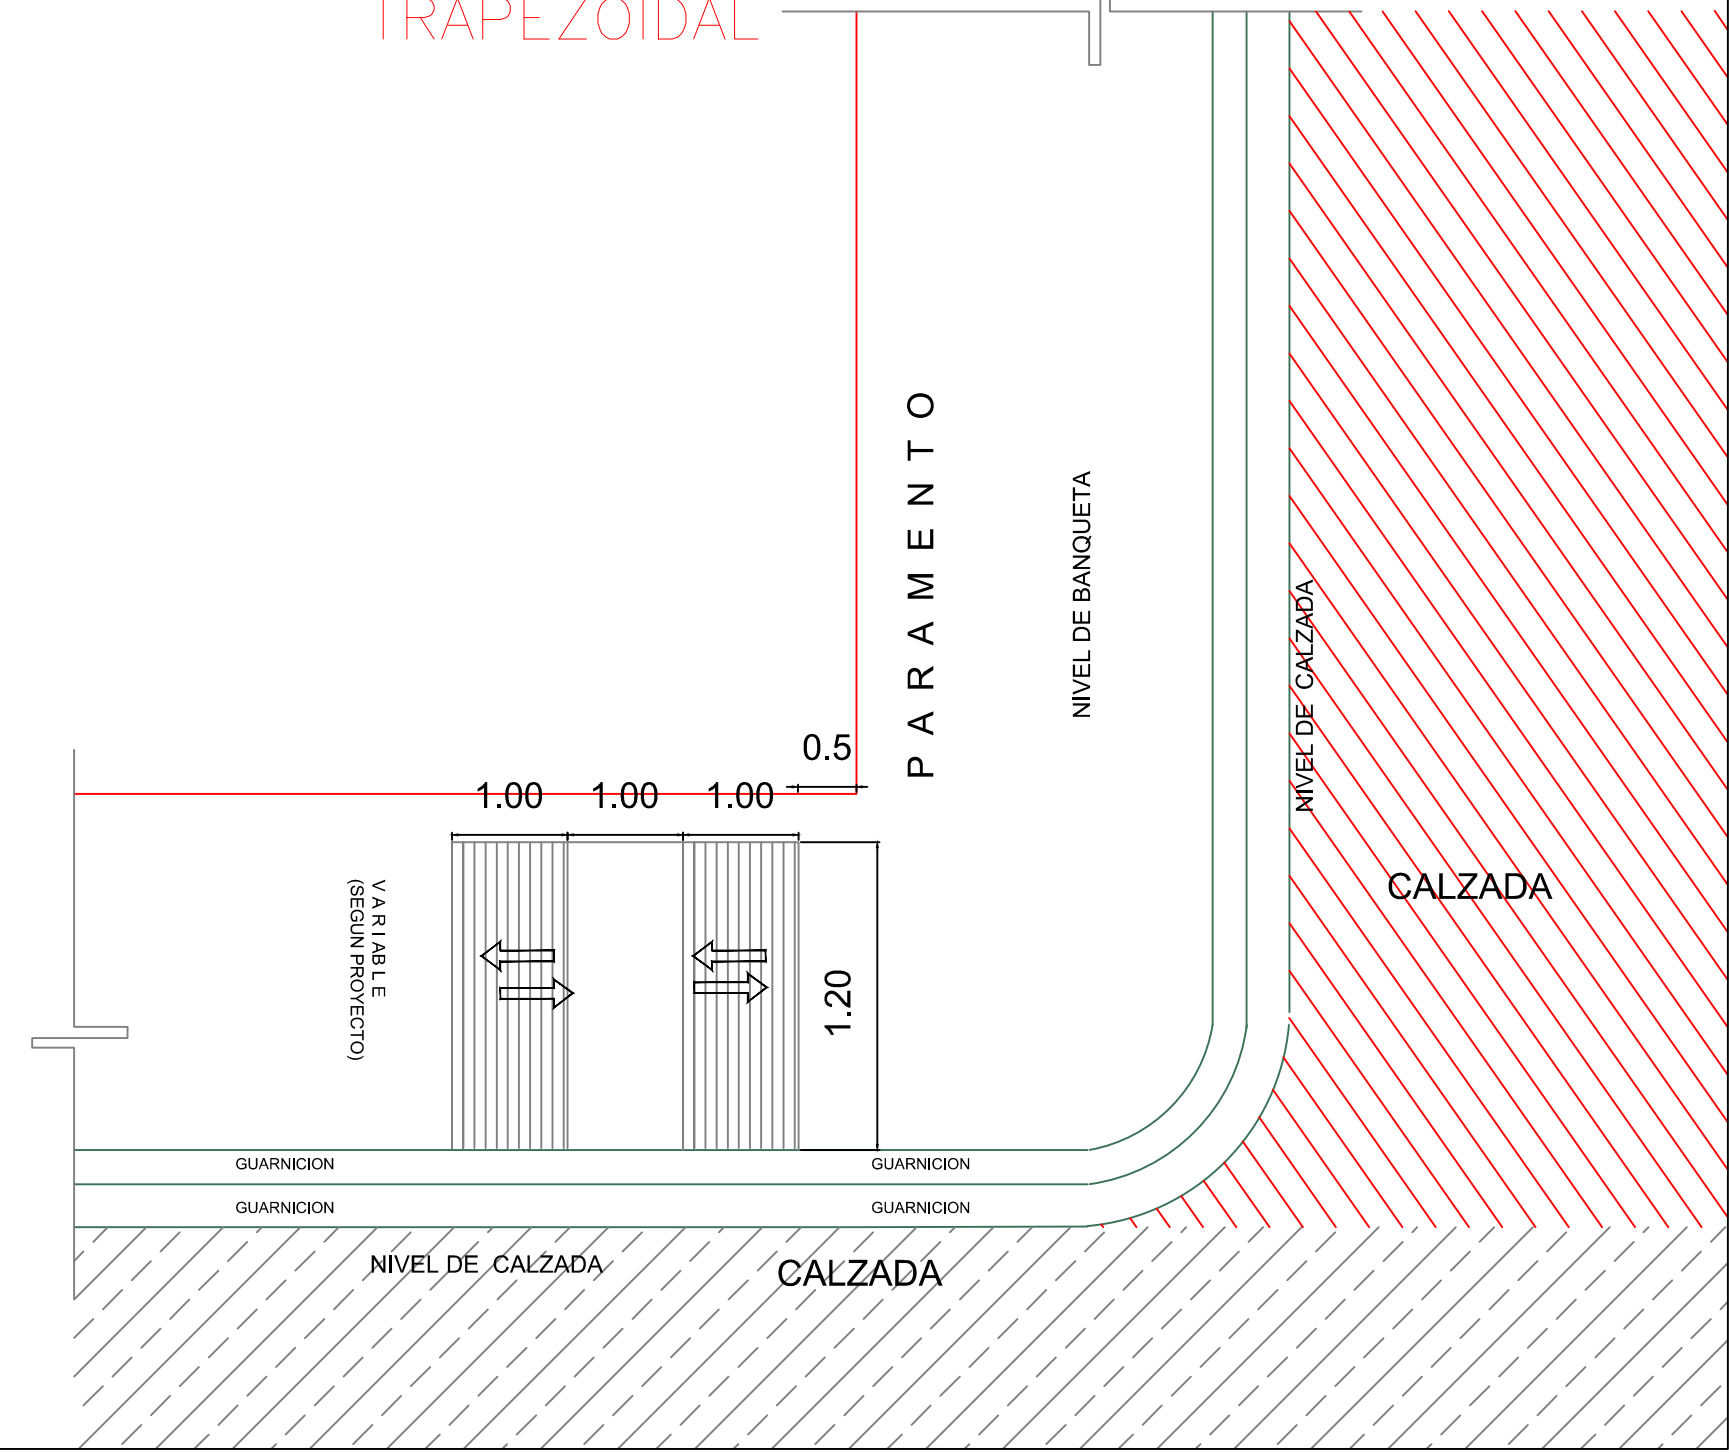 TRAPEZOIDAL
PARAMENTO
NIVEL DE BANQUETA
NIVEL DE CALZADA
0.5
1.00 1.00 1.00
VARIABLE
(SEGUN PROYECTO)
1.20
CALZADA
GUARNICION GUARNICION
GUARNICION GUARNICION
NIVEL DE CALZADA
CALZADA